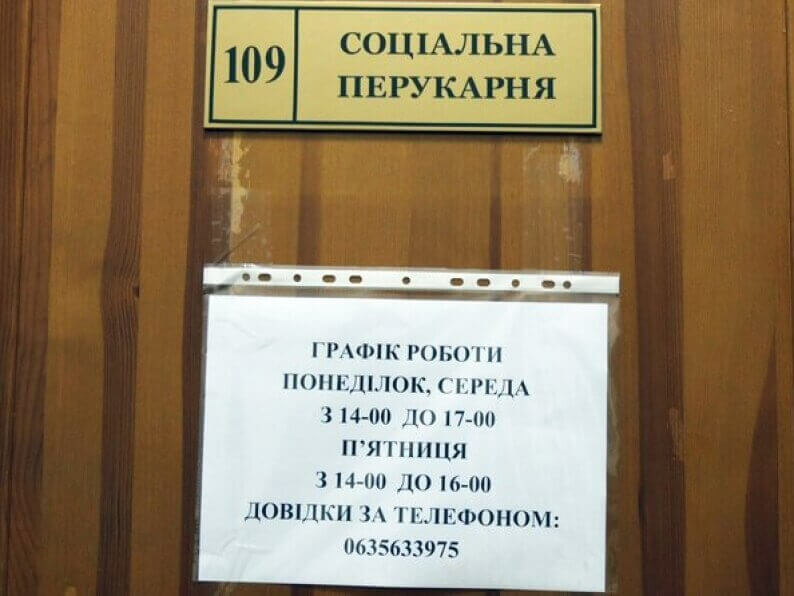 109
СОЦІАЛЬНА
ПЕРУКАРНЯ
ГРАФІК РОБОТИ
ПОНЕДІЛОК, СЕРЕДА
З 14-00 ДО 17-00
П’ЯТНИЦЯ
З 14-00 ДО 16-00
ДОВІДКИ ЗА ТЕЛЕФОНОМ:
0635633975